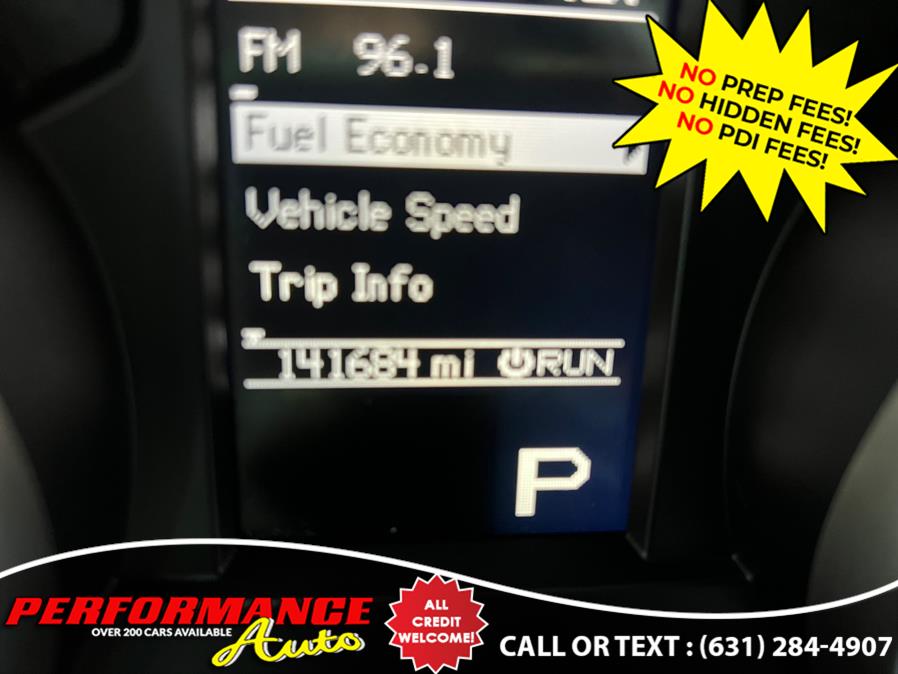 FM 96.1
Fuel Economy
Vehicle Speed
Trip Info
141684 mi RUN
P
NO PREP FEES!
NO HIDDEN FEES!
NO PDI FEES!
PERFORMANCE
OVER 200 CARS AVAILABLE
Auto
ALL
CREDIT
WELCOME!
CALL OR TEXT : (631) 284-4907